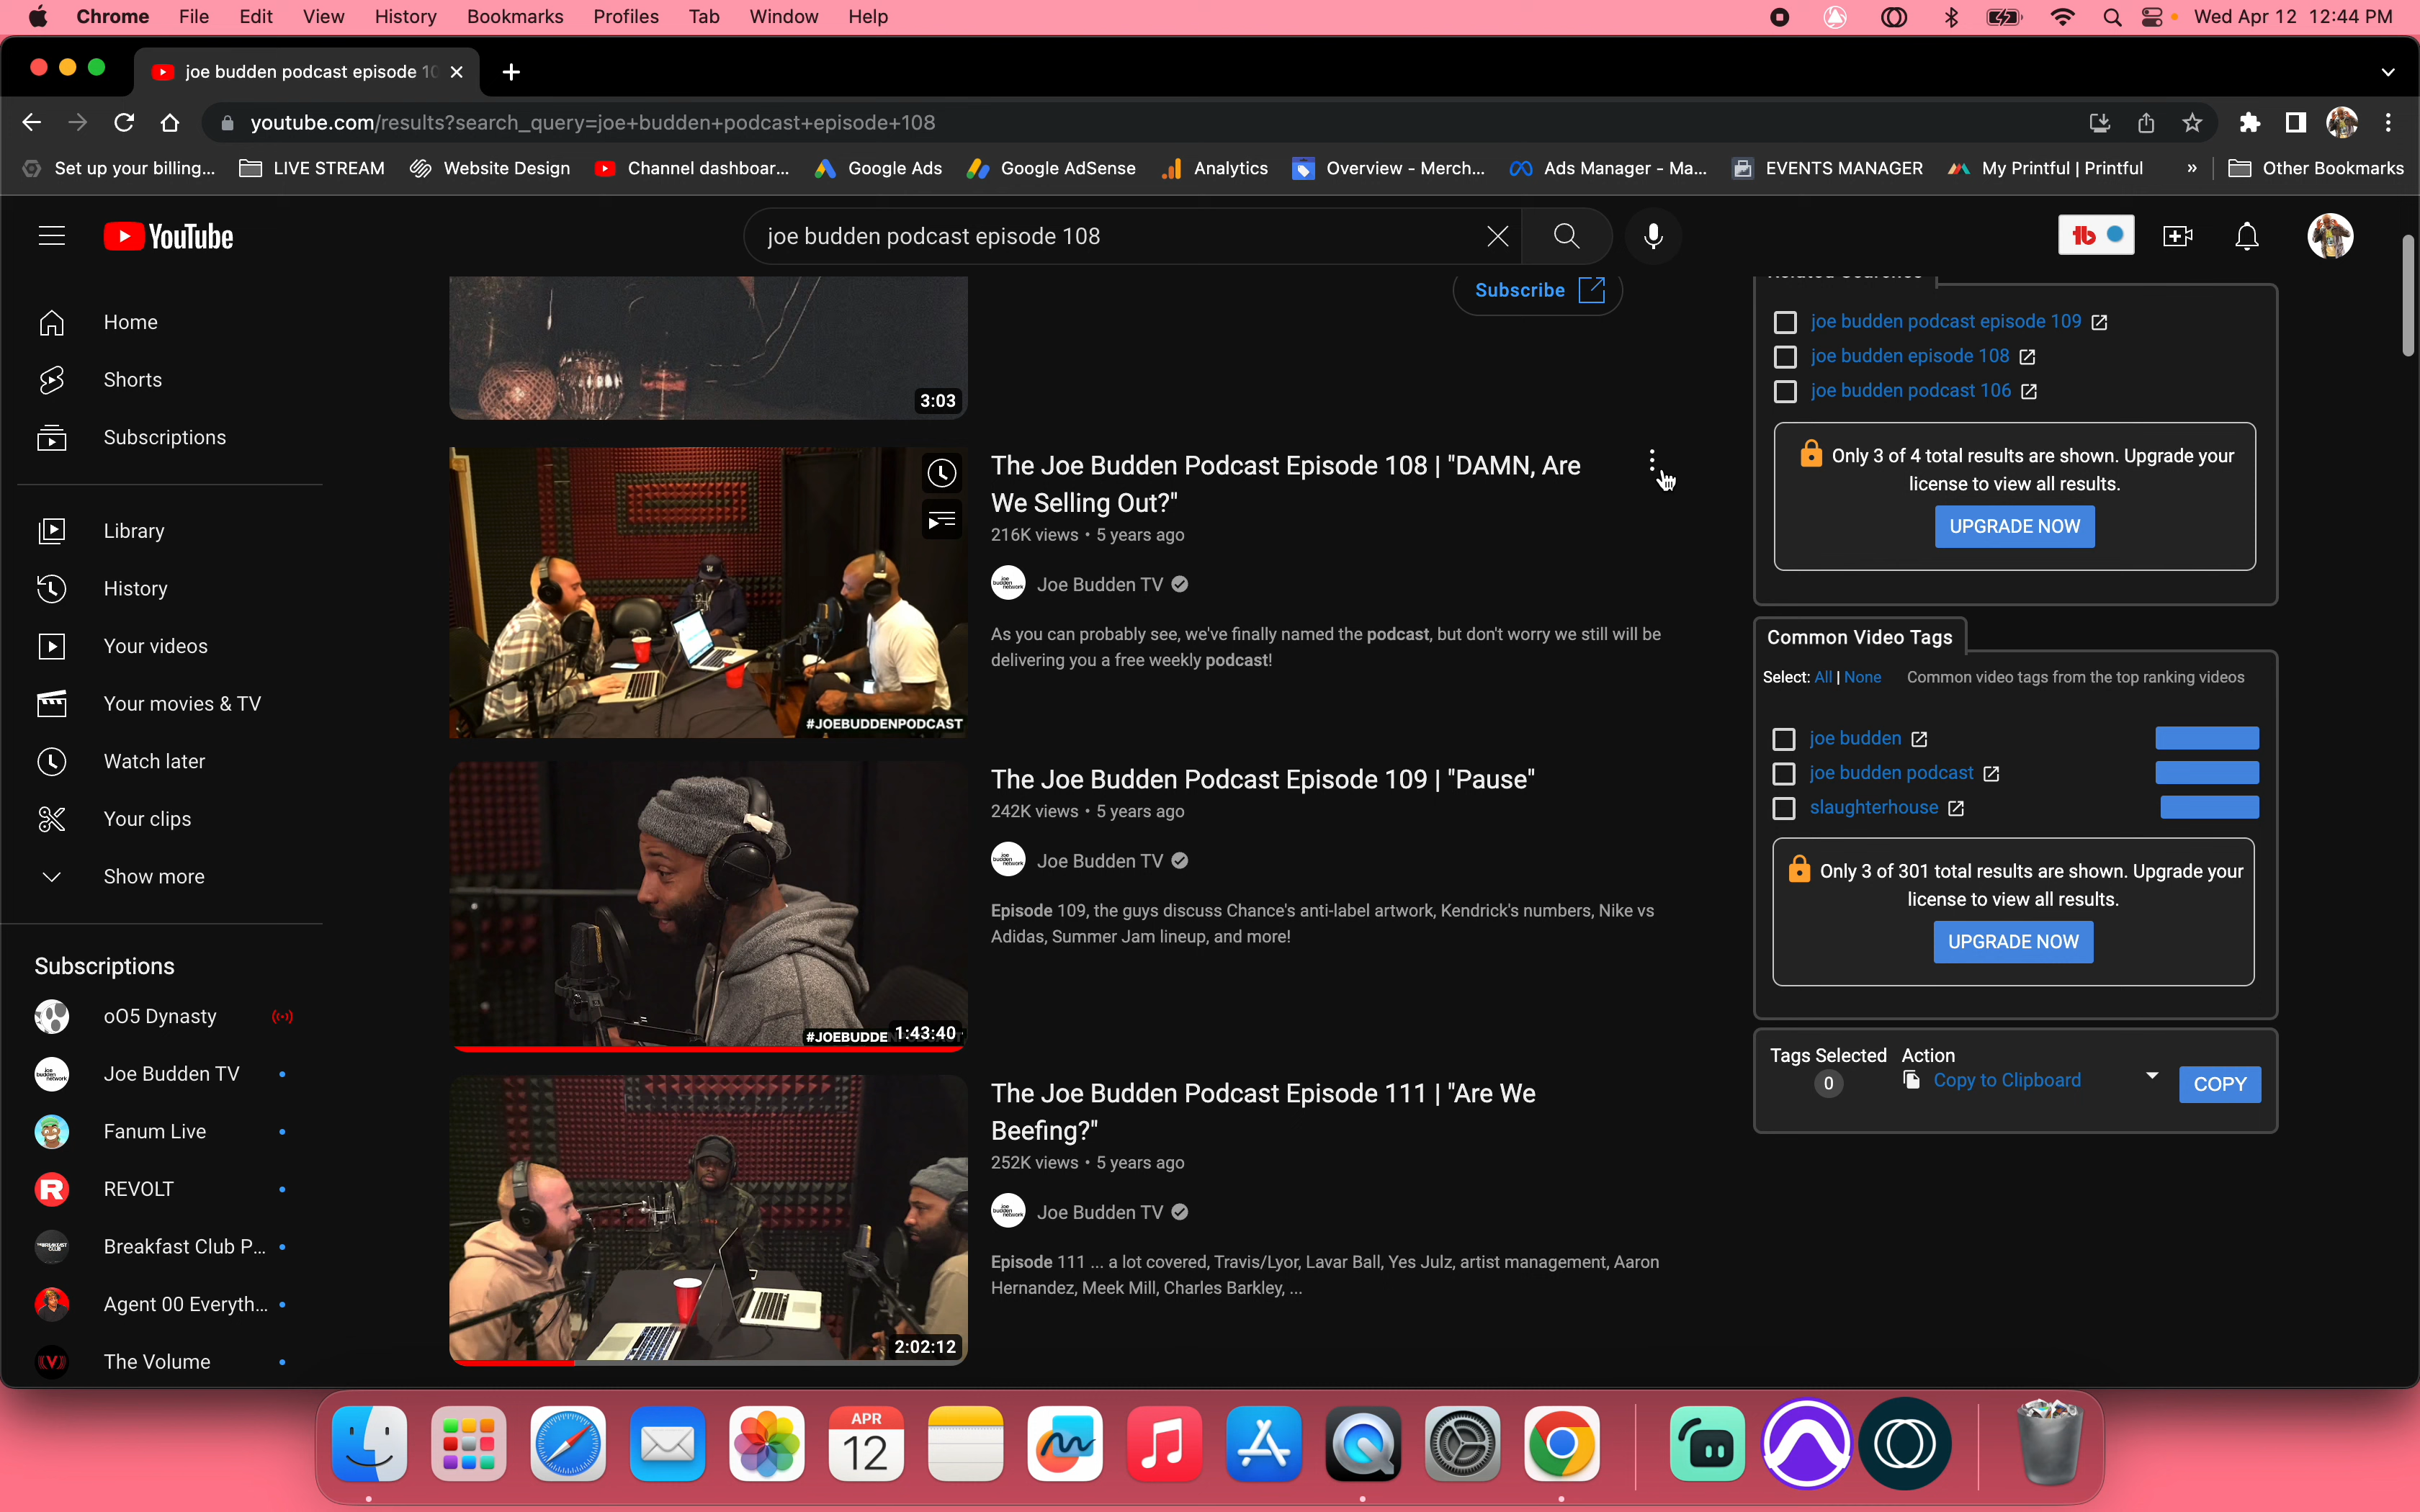 Chrome File Edit View History Bookmarks Profiles Tab Window Help Wed Apr 12 12:44 PM
joe budden podcast episode 10
youtube.com/results?search_query=joe+budden+podcast+episode+108
Set up your billing... LIVE STREAM Website Design Channel dashboar... Google Ads Google AdSense Analytics Overview - Merch... Ads Manager - Ma... EVENTS MANAGER My Printful | Printful » Other Bookmarks
YouTube
joe budden podcast episode 108
tb
Home
Shorts
Subscriptions
Library
History
Your videos
Your movies & TV
Watch later
Your clips
Show more
Subscriptions
oO5 Dynasty
Joe Budden TV
Fanum Live
REVOLT
Breakfast Club P...
Agent 00 Everyth...
The Volume
3:03
Subscribe
#JOEBUDDENPODCAST
The Joe Budden Podcast Episode 108 | "DAMN, Are
We Selling Out?"
216K views • 5 years ago
Joe Budden TV
As you can probably see, we've finally named the podcast, but don't worry we still will be
delivering you a free weekly podcast!
1:43:40
The Joe Budden Podcast Episode 109 | "Pause"
242K views • 5 years ago
Joe Budden TV
Episode 109, the guys discuss Chance's anti-label artwork, Kendrick's numbers, Nike vs
Adidas, Summer Jam lineup, and more!
2:02:12
The Joe Budden Podcast Episode 111 | "Are We
Beefing?"
252K views • 5 years ago
Joe Budden TV
Episode 111 ... a lot covered, Travis/Lyor, Lavar Ball, Yes Julz, artist management, Aaron
Hernandez, Meek Mill, Charles Barkley, ...
joe budden podcast episode 109
joe budden episode 108
joe budden podcast 106
Only 3 of 4 total results are shown. Upgrade your
license to view all results.
UPGRADE NOW
Common Video Tags
Select: All | None Common video tags from the top ranking videos
joe budden
joe budden podcast
slaughterhouse
Only 3 of 301 total results are shown. Upgrade your
license to view all results.
UPGRADE NOW
Tags Selected Action
0 Copy to Clipboard COPY
APR
12